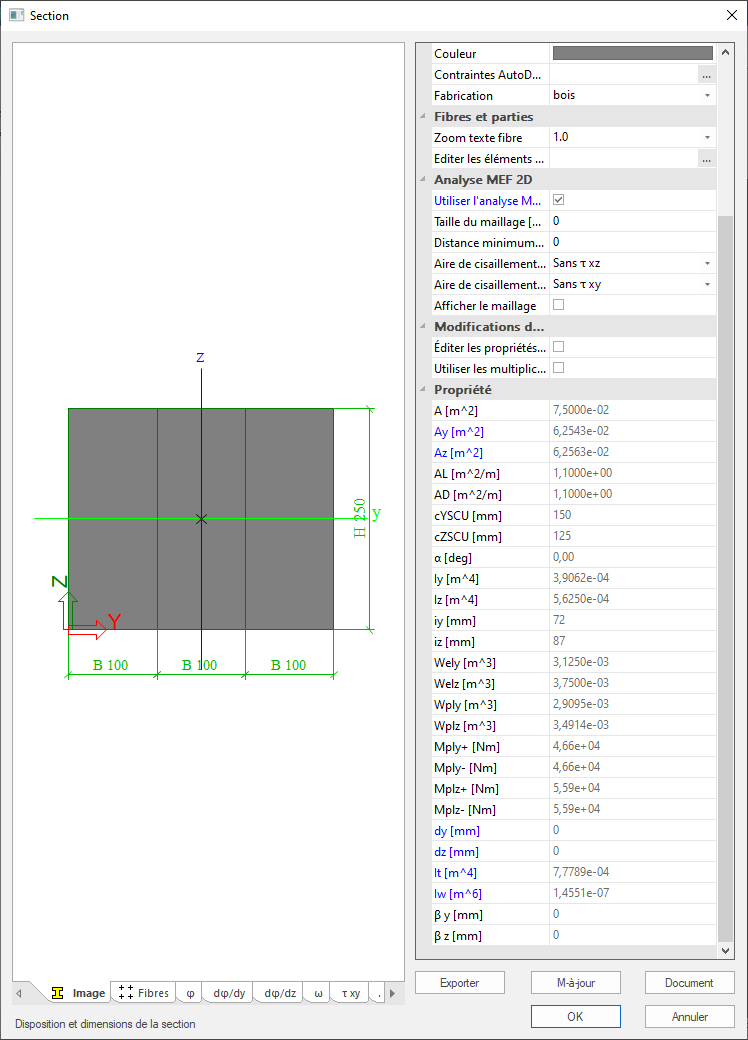 Section
Couleur
Contraintes AutoD... ...
Fabrication bois
Fibres et parties
Zoom texte fibre 1.0
Editer les éléments ... ...
Analyse MEF 2D
Utiliser l'analyse M...
Taille du maillage [... 0
Distance minimum... 0
Aire de cisaillement... Sans τ xz
Aire de cisaillement... Sans τ xy
Afficher le maillage
Modifications d...
Éditer les propriétés...
Utiliser les multiplic...
Propriété
A [m^2] 7,5000e-02
Ay [m^2] 6,2543e-02
Az [m^2] 6,2563e-02
AL [m^2/m] 1,1000e+00
AD [m^2/m] 1,1000e+00
cYSCU [mm] 150
cZSCU [mm] 125
α [deg] 0,00
Iy [m^4] 3,9062e-04
Iz [m^4] 5,6250e-04
iy [mm] 72
iz [mm] 87
Wely [m^3] 3,1250e-03
Welz [m^3] 3,7500e-03
Wply [m^3] 2,9095e-03
Wplz [m^3] 3,4914e-03
Mply+ [Nm] 4,66e+04
Mply- [Nm] 4,66e+04
Mplz+ [Nm] 5,59e+04
Mplz- [Nm] 5,59e+04
dy [mm] 0
dz [mm] 0
It [m^4] 7,7789e-04
Iw [m^6] 1,4551e-07
β y [mm] 0
β z [mm] 0
z
H 250
y
Z
Y
B 100 B 100 B 100
Image Fibres φ dφ/dy dφ/dz ω τ xy .
Disposition et dimensions de la section
Exporter M-à-jour Document
OK Annuler